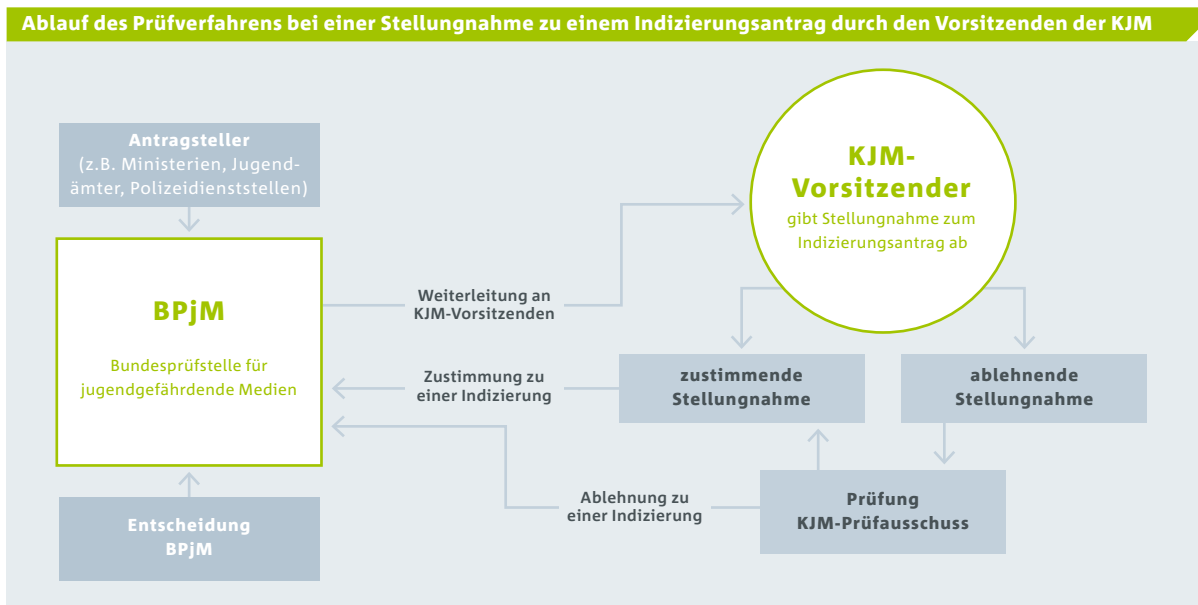 Ablauf des Prüfverfahrens bei einer Stellungnahme zu einem Indizierungsantrag durch den Vorsitzenden der KJM
Antragsteller
(z.B. Ministerien, Jugend-
ämter, Polizeidienststellen)
BPjM
Bundesprüfstelle für
jugendgefährdende Medien
Entscheidung
BPjM
Weiterleitung an
KJM-Vorsitzenden
Zustimmung zu
einer Indizierung
Ablehnung zu
einer Indizierung
KJM-
Vorsitzender
gibt Stellungnahme zum
Indizierungsantrag ab
zustimmende
Stellungnahme
ablehnende
Stellungnahme
Prüfung
KJM-Prüfausschuss